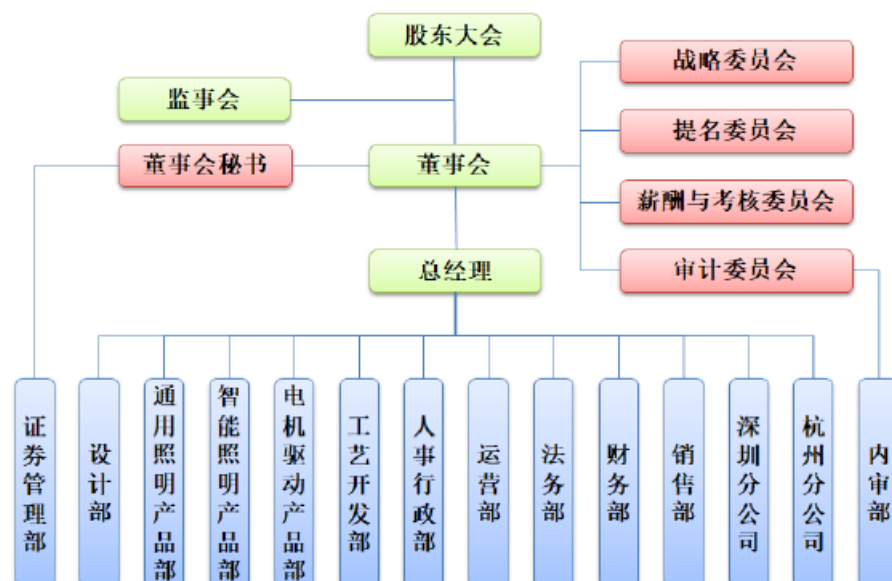 股东大会
监事会
战略委员会
提名委员会
董事会秘书
董事会
薪酬与考核委员会
总经理
审计委员会
证券管理部
设计部
通用照明产品部
智能照明产品部
电机驱动产品部
工艺开发部
人事行政部
运营部
法务部
财务部
销售部
深圳分公司
杭州分公司
内审部